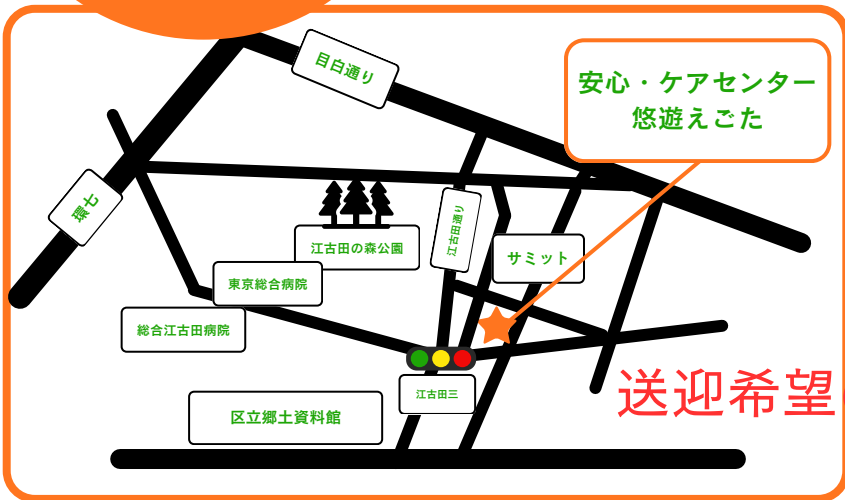 目白通り
安心・ケアセンター
悠遊えごた
環七
江古田通り
江古田の森公園
サミット
東京総合病院
総合江古田病院
江古田三
区立郷土資料館
送迎希望